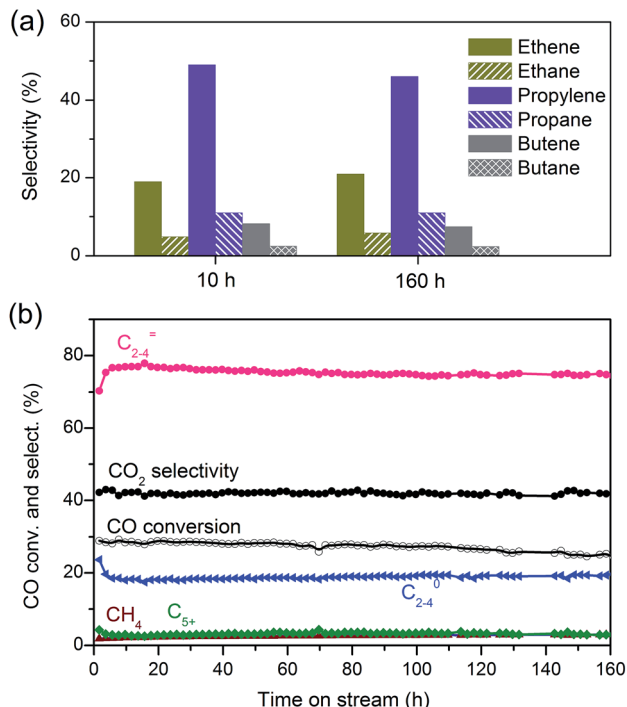 (a)
Selectivity (%)
60
40
20
0
Ethene
Ethane
Propylene
Propane
Butene
Butane
10 h
160 h
(b)
CO conv. and select. (%)
80
60
40
20
0
C2-4=
CO2 selectivity
CO conversion
C2-40
CH4
C5+
0 20 40 60 80 100 120 140 160
Time on stream (h)